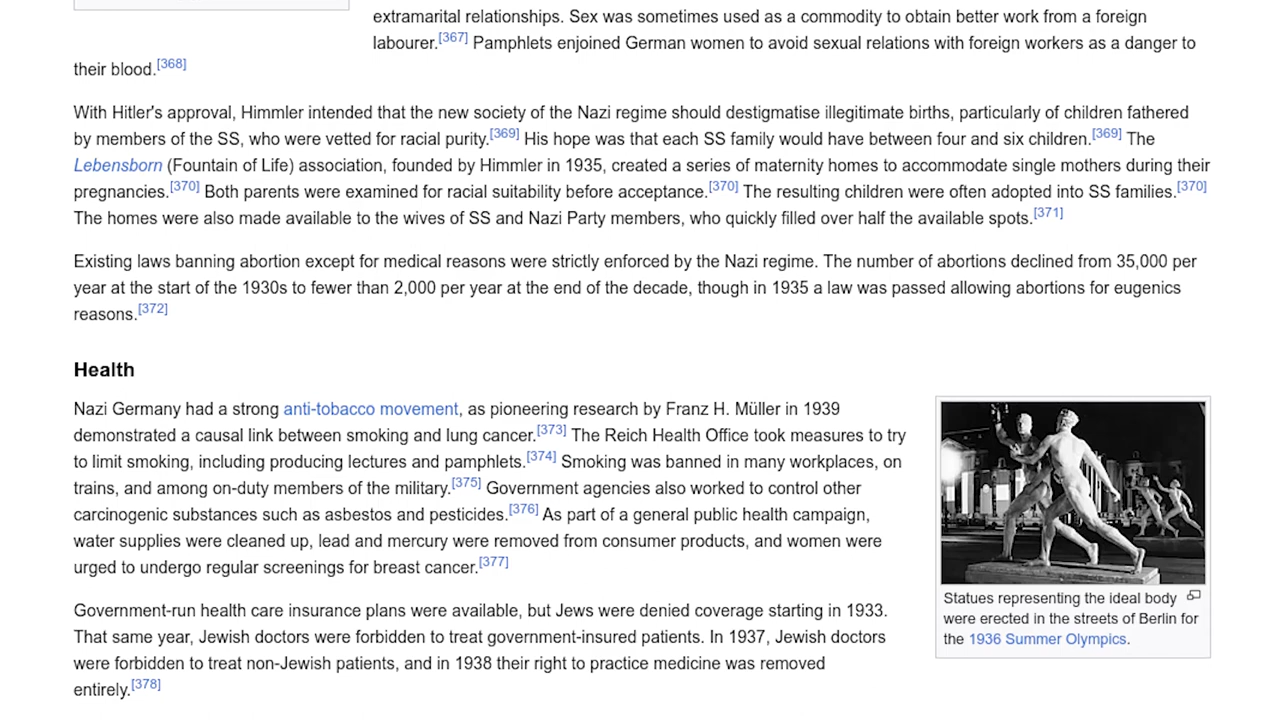 extramarital relationships. Sex was sometimes used as a commodity to obtain better work from a foreign
labourer.[367] Pamphlets enjoined German women to avoid sexual relations with foreign workers as a danger to
their blood.[368]
With Hitler's approval, Himmler intended that the new society of the Nazi regime should destigmatise illegitimate births, particularly of children fathered
by members of the SS, who were vetted for racial purity.[369] His hope was that each SS family would have between four and six children.[369] The
Lebensborn (Fountain of Life) association, founded by Himmler in 1935, created a series of maternity homes to accommodate single mothers during their
pregnancies.[370] Both parents were examined for racial suitability before acceptance.[370] The resulting children were often adopted into SS families.[370]
The homes were also made available to the wives of SS and Nazi Party members, who quickly filled over half the available spots.[371]
Existing laws banning abortion except for medical reasons were strictly enforced by the Nazi regime. The number of abortions declined from 35,000 per
year at the start of the 1930s to fewer than 2,000 per year at the end of the decade, though in 1935 a law was passed allowing abortions for eugenics
reasons.[372]
Health
Nazi Germany had a strong anti-tobacco movement, as pioneering research by Franz H. Müller in 1939
demonstrated a causal link between smoking and lung cancer.[373] The Reich Health Office took measures to try
to limit smoking, including producing lectures and pamphlets.[374] Smoking was banned in many workplaces, on
trains, and among on-duty members of the military.[375] Government agencies also worked to control other
carcinogenic substances such as asbestos and pesticides.[376] As part of a general public health campaign,
water supplies were cleaned up, lead and mercury were removed from consumer products, and women were
urged to undergo regular screenings for breast cancer.[377]
Government-run health care insurance plans were available, but Jews were denied coverage starting in 1933.
That same year, Jewish doctors were forbidden to treat government-insured patients. In 1937, Jewish doctors
were forbidden to treat non-Jewish patients, and in 1938 their right to practice medicine was removed
entirely.[378]
Statues representing the ideal body
were erected in the streets of Berlin for
the 1936 Summer Olympics.